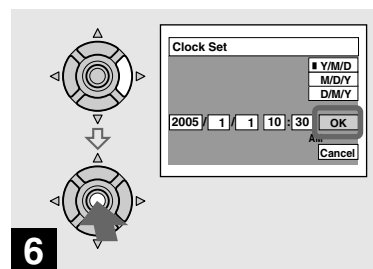 Clock Set
Y/M/D
M/D/Y
D/M/Y
2005 / 1 / 1 10 : 30 OK
AM
Cancel
6